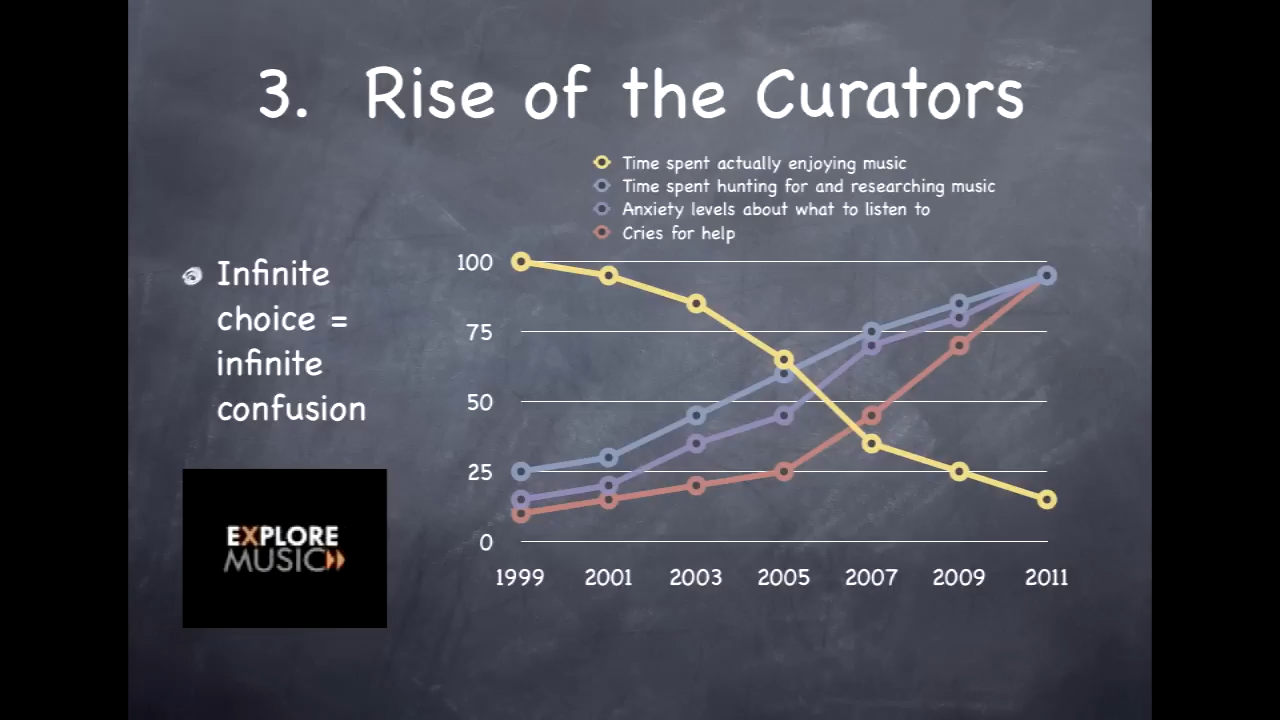 3. Rise of the Curators
Time spent actually enjoying music
Time spent hunting for and researching music
Anxiety levels about what to listen to
Cries for help
Infinite
choice =
infinite
confusion
100
75
50
25
0
1999 2001 2003 2005 2007 2009 2011
EXPLORE
MUSIC